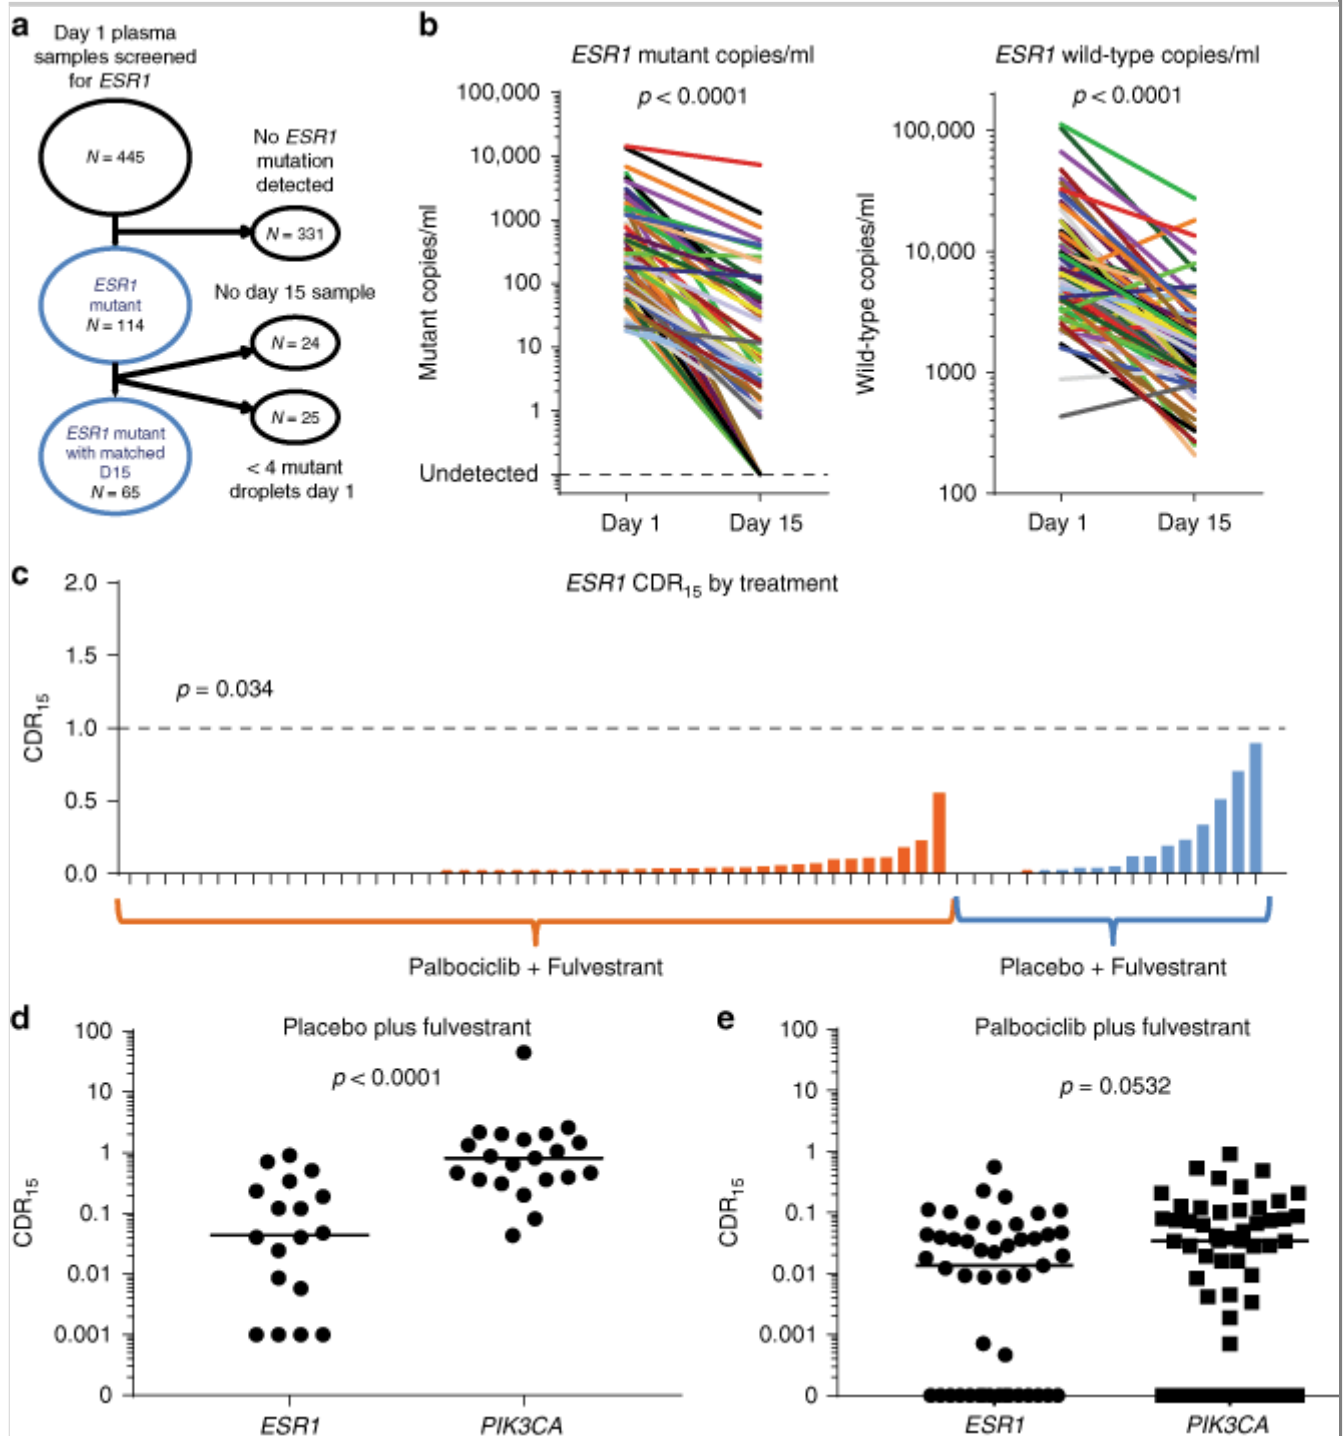 a
Day 1 plasma
samples screened
for ESR1
N = 445
No ESR1
mutation
detected
N = 331
ESR1
mutant
N = 114
No day 15 sample
N = 24
N = 25
ESR1 mutant
with matched
D15
N = 65
< 4 mutant
droplets day 1
b
ESR1 mutant copies/ml
p < 0.0001
Mutant copies/ml
100,000
10,000
1000
100
10
1
Undetected
Day 1
Day 15
ESR1 wild-type copies/ml
p < 0.0001
Wild-type copies/ml
100,000
10,000
1000
100
Day 1
Day 15
c
ESR1 CDR15 by treatment
p = 0.034
CDR15
2.0
1.5
1.0
0.5
0.0
Palbociclib + Fulvestrant
Placebo + Fulvestrant
d
Placebo plus fulvestrant
p < 0.0001
CDR15
100
10
1
0.1
0.01
0.001
0
ESR1
PIK3CA
e
Palbociclib plus fulvestrant
p = 0.0532
CDR15
100
10
1
0.1
0.01
0.001
0
ESR1
PIK3CA